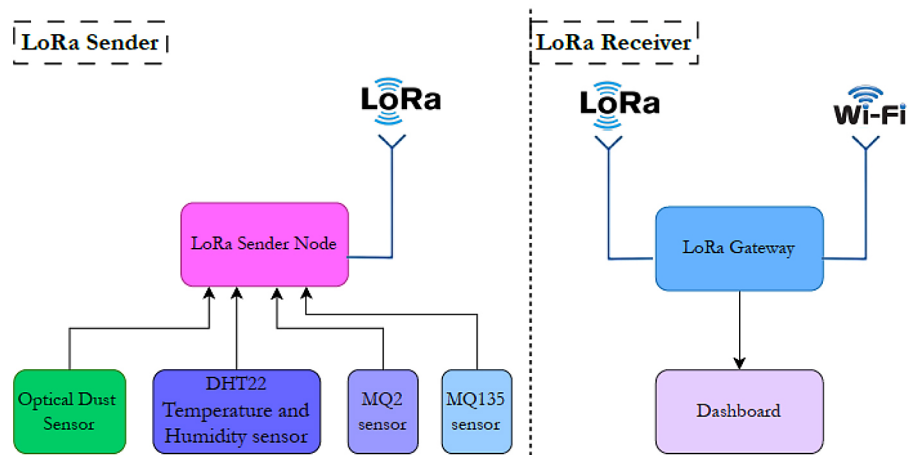 LoRa Sender
LoRa Receiver
LoRa
LoRa
Wi-Fi
LoRa Sender Node
LoRa Gateway
Optical Dust
Sensor
DHT22
Temperature and
Humidity sensor
MQ2
sensor
MQ135
sensor
Dashboard